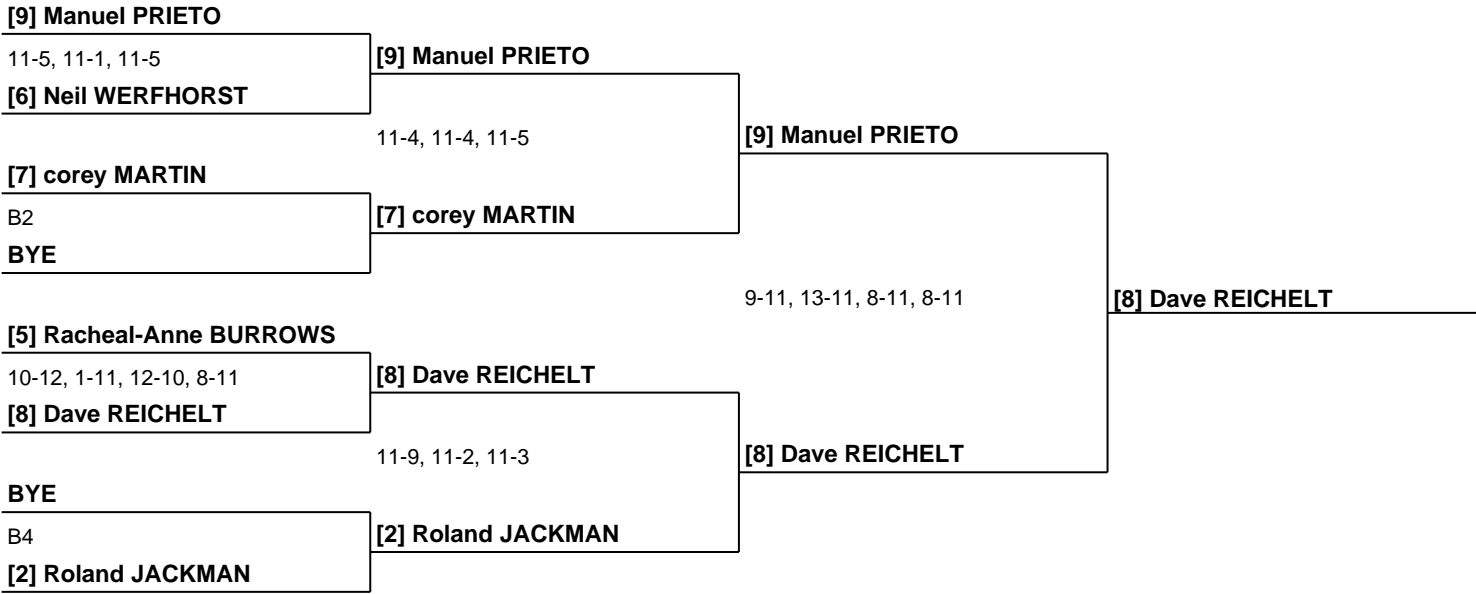 [9] Manuel PRIETO
11-5, 11-1, 11-5
[6] Neil WERFHORST
[7] corey MARTIN
B2
BYE
[5] Racheal-Anne BURROWS
10-12, 1-11, 12-10, 8-11
[8] Dave REICHELT
BYE
B4
[2] Roland JACKMAN
[9] Manuel PRIETO
11-4, 11-4, 11-5
[7] corey MARTIN
[8] Dave REICHELT
11-9, 11-2, 11-3
[2] Roland JACKMAN
[9] Manuel PRIETO
9-11, 13-11, 8-11, 8-11
[8] Dave REICHELT
[8] Dave REICHELT